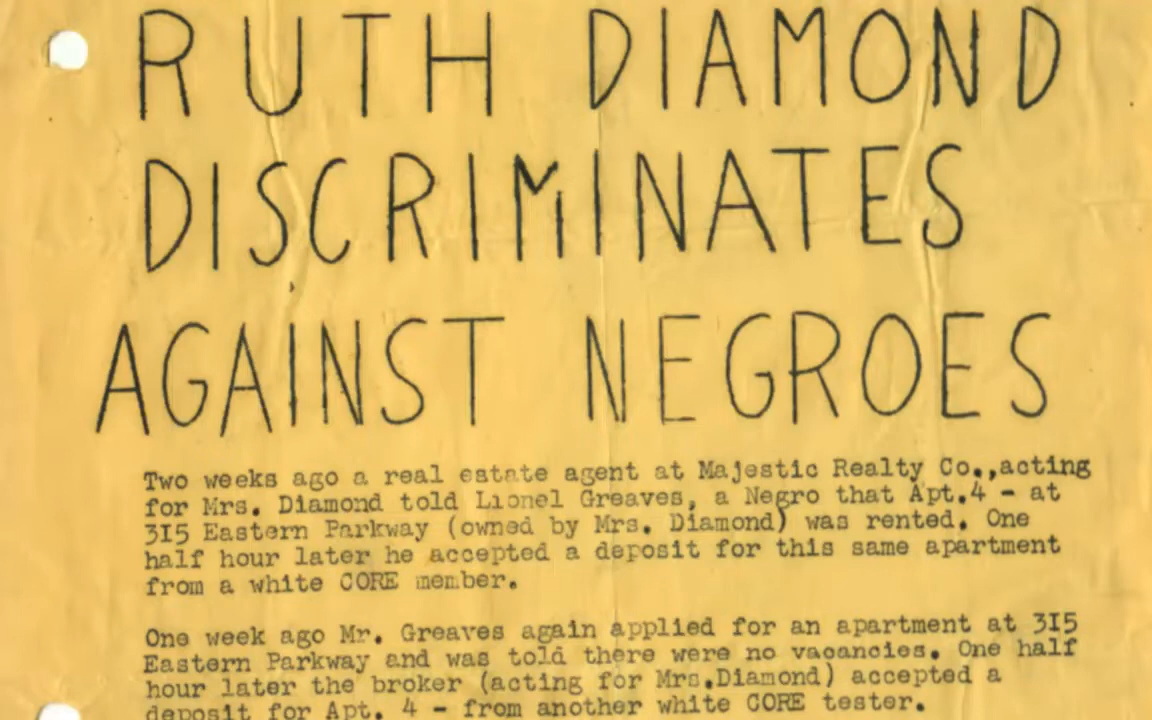 RUTH DIAMOND
DISCRIMINATES
AGAINST NEGROES
Two weeks ago a real estate agent at Majestic Realty Co.,acting
for Mrs. Diamond told Lionel Greaves, a Negro that Apt.4 - at
3I5 Eastern Parkway (owned by Mrs. Diamond) was rented. One
half hour later he accepted a deposit for this same apartment
from a white CORE member.
One week ago Mr. Greaves again applied for an apartment at 3I5
Eastern Parkway and was told there were no vacancies. One half
hour later the broker (acting for Mrs.Diamond) accepted a
deposit for Apt. 4 - from another white CORE tester.